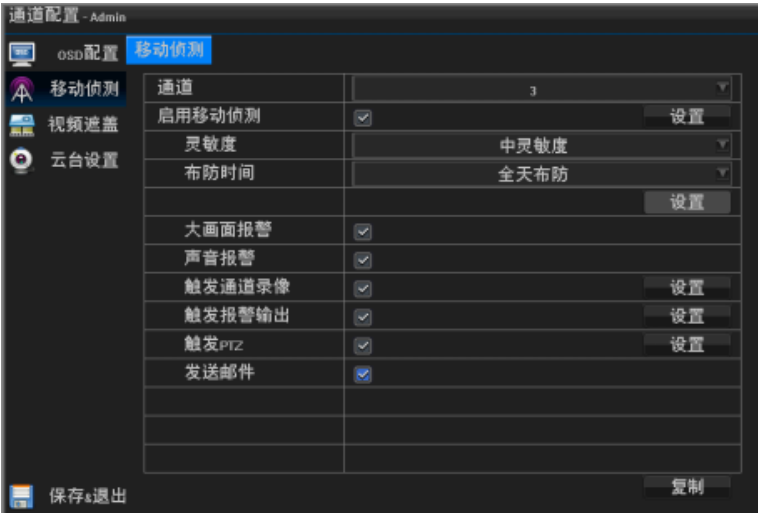 通道配置 - Admin
OSD配置 移动侦测
移动侦测
视频遮盖
云台设置
通道 3
启用移动侦测 设置
灵敏度 中灵敏度
布防时间 全天布防
设置
大画面报警
声音报警
触发通道录像 设置
触发报警输出 设置
触发PTZ 设置
发送邮件
复制
保存&退出